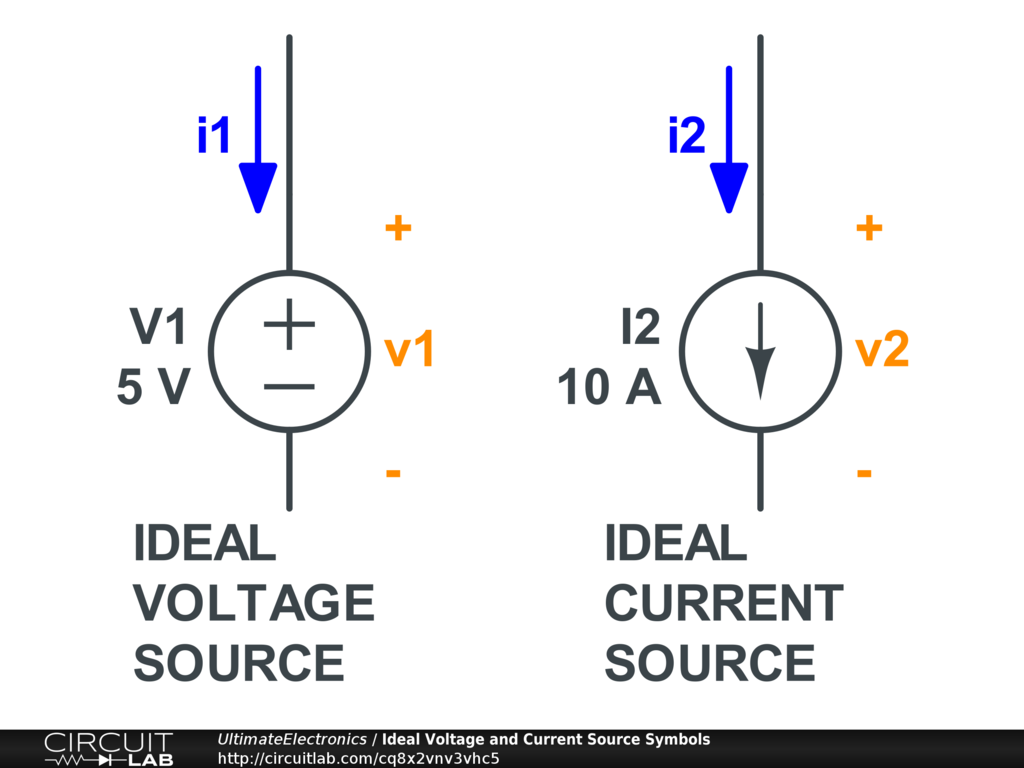 i1
i2
+
+
V1
5 V
+
−
v1
I2
10 A
v2
-
-
IDEAL
VOLTAGE
SOURCE
IDEAL
CURRENT
SOURCE
CIRCUIT
LAB
UltimateElectronics / Ideal Voltage and Current Source Symbols
http://circuitlab.com/cq8x2vnv3vhc5